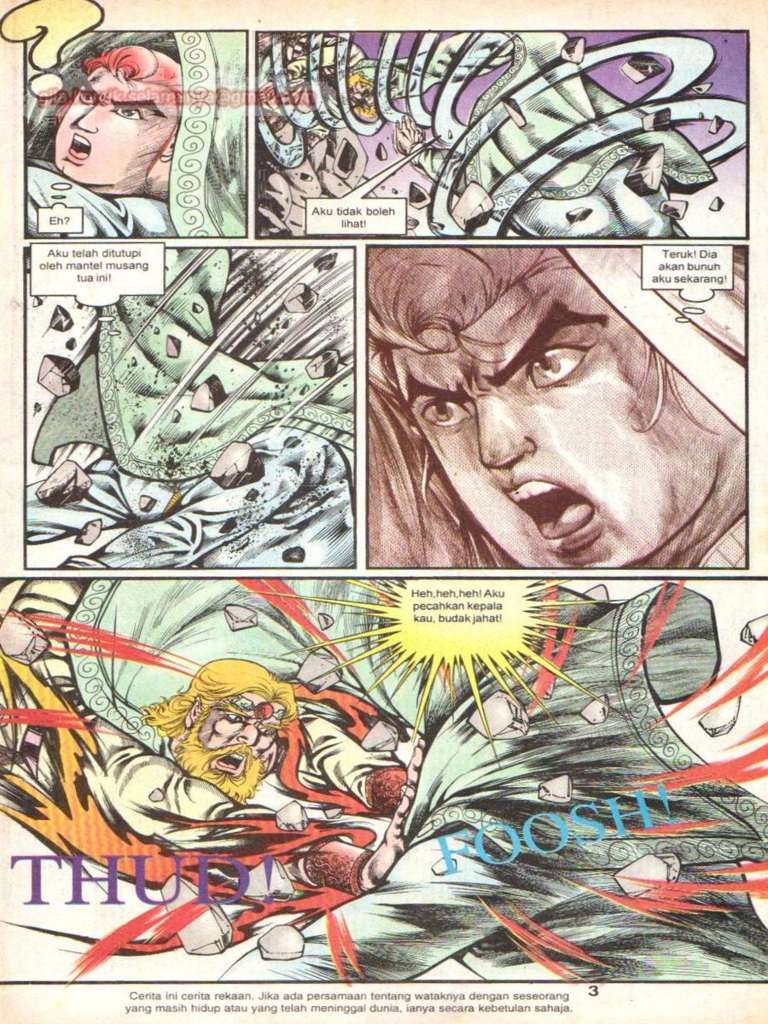 ?
Eh?
Aku tidak boleh
lihat!
Aku telah ditutupi
oleh mantel musang
tua ini!
Teruk! Dia
akan bunuh
aku sekarang!
Heh,heh,heh! Aku
pecahkan kepala
kau, budak jahat!
THUD!
FOOSH!
Cerita ini cerita rekaan. Jika ada persamaan tentang wataknya dengan seseorang
yang masih hidup atau yang telah meninggal dunia, ianya secara kebetulan sahaja.
3